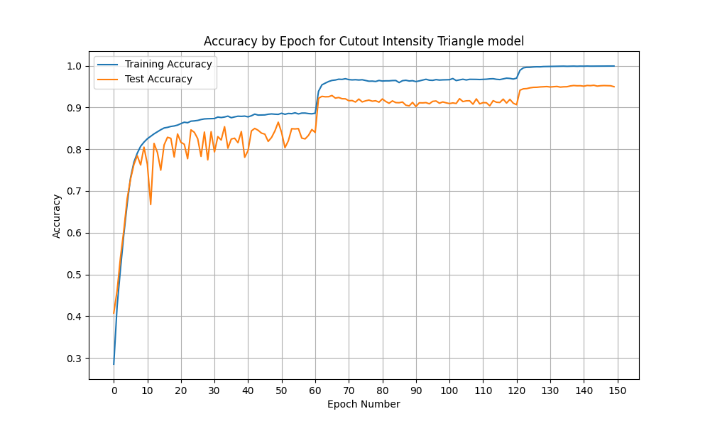 Accuracy by Epoch for Cutout Intensity Triangle model
Training Accuracy
Test Accuracy
1.0
0.9
0.8
0.7
0.6
0.5
0.4
0.3
Accuracy
0 10 20 30 40 50 60 70 80 90 100 110 120 130 140 150
Epoch Number